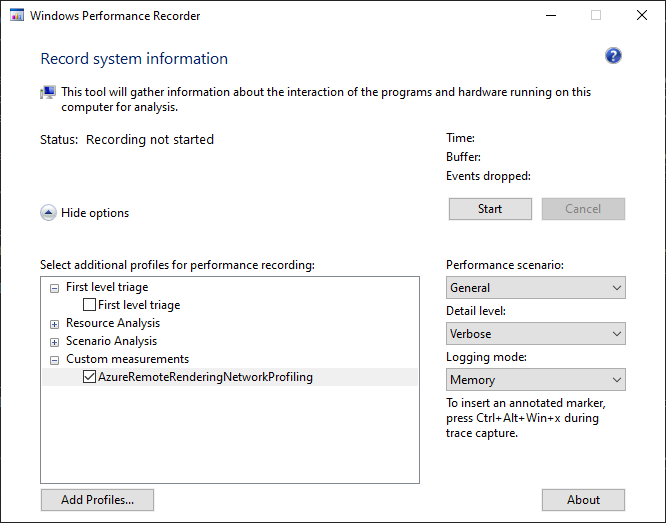 Windows Performance Recorder
Record system information
?
This tool will gather information about the interaction of the programs and hardware running on this
computer for analysis.
Status: Recording not started
Time:
Buffer:
Events dropped:
Hide options
Start
Cancel
Select additional profiles for performance recording:
First level triage
First level triage
Resource Analysis
Scenario Analysis
Custom measurements
AzureRemoteRenderingNetworkProfiling
Performance scenario:
General
Detail level:
Verbose
Logging mode:
Memory
To insert an annotated marker,
press Ctrl+Alt+Win+x during
trace capture.
Add Profiles...
About